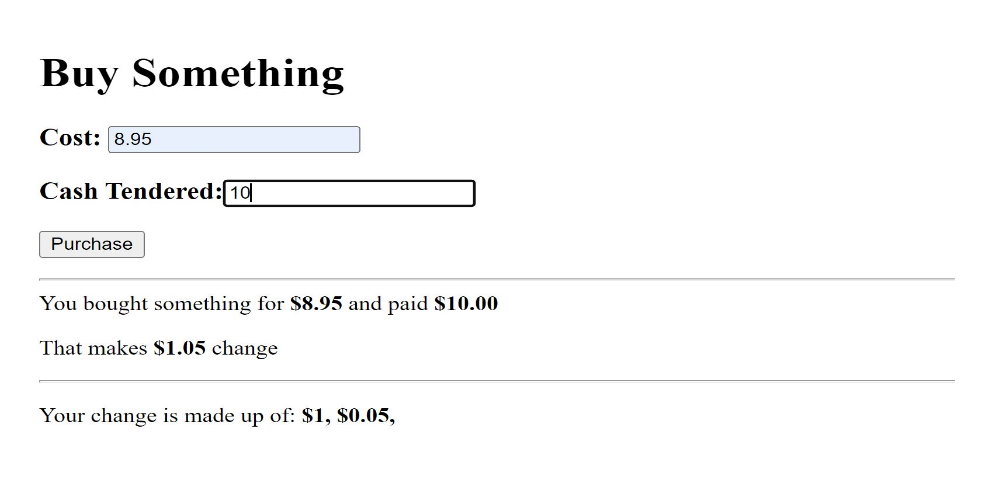 Buy Something
Cost: 8.95
Cash Tendered: 10
Purchase
You bought something for $8.95 and paid $10.00
That makes $1.05 change
Your change is made up of: $1, $0.05,